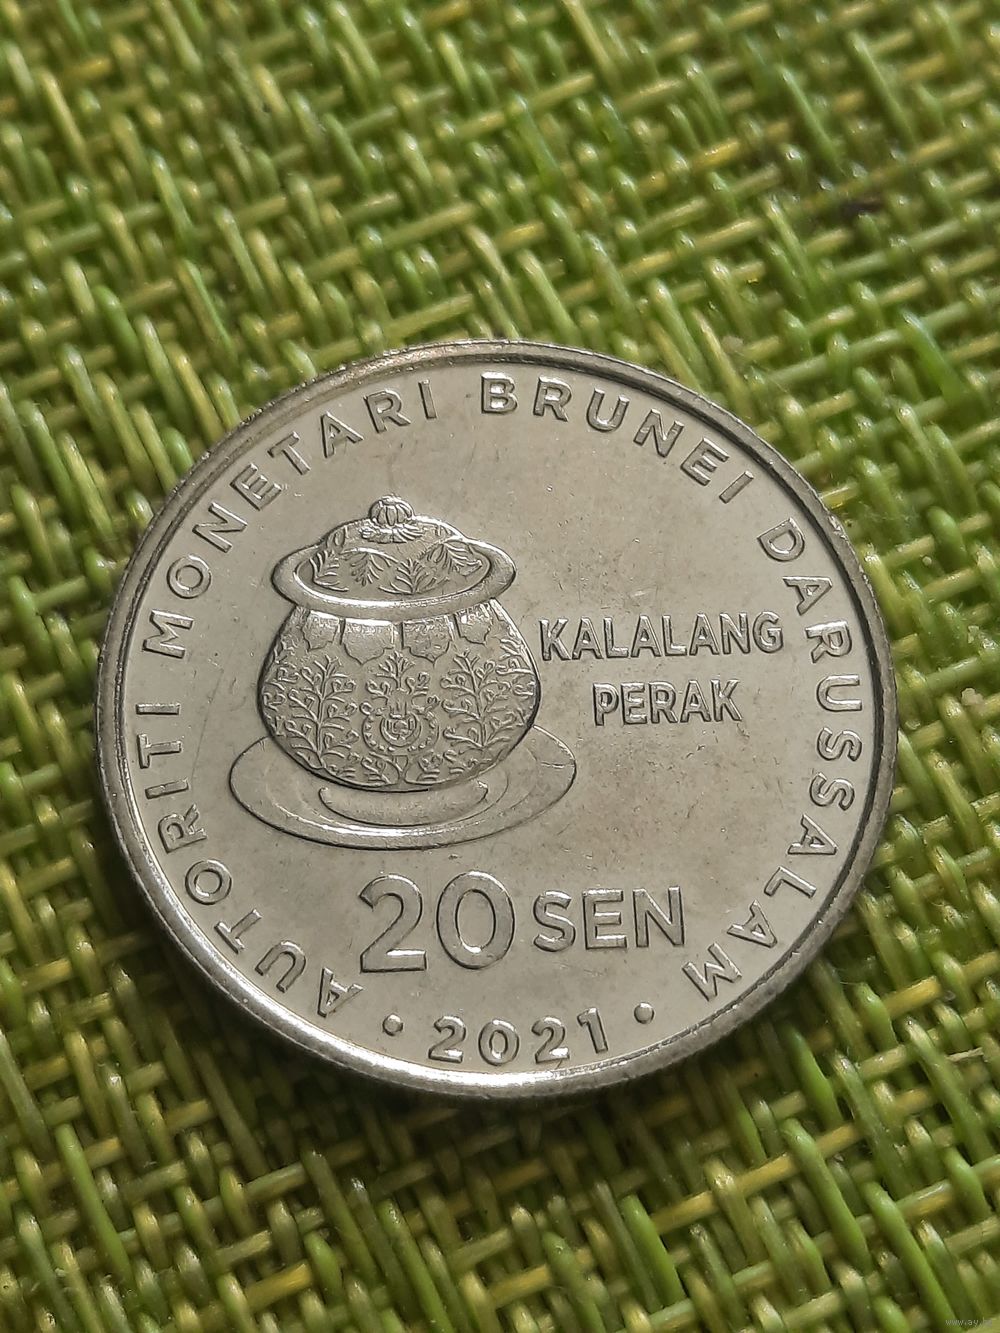 AUTORITI MONETARI BRUNEI DARUSSALAM
KALALANG
PERAK
20 SEN
• 2021 •